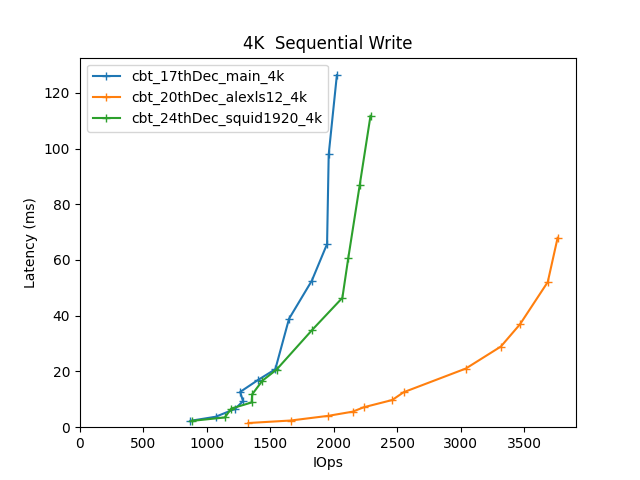 4K  Sequential Write
cbt_17thDec_main_4k
cbt_20thDec_alexls12_4k
cbt_24thDec_squid1920_4k
Latency (ms)
120
100
80
60
40
20
0
0 500 1000 1500 2000 2500 3000 3500
IOps